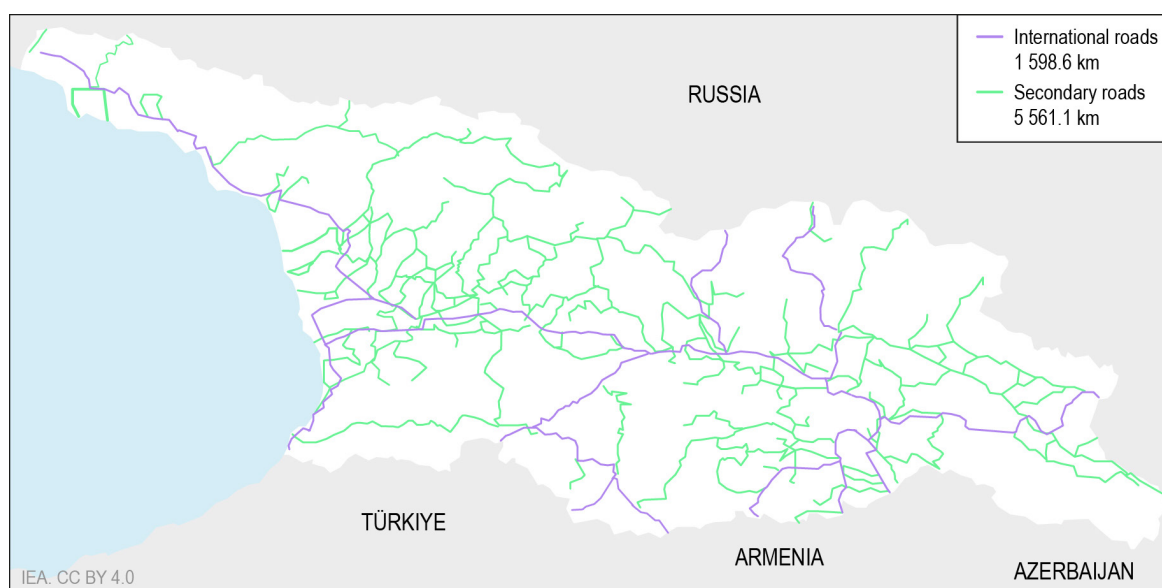 International roads
1 598.6 km
Secondary roads
5 561.1 km
RUSSIA
TÜRKIYE
ARMENIA
AZERBAIJAN
IEA. CC BY 4.0